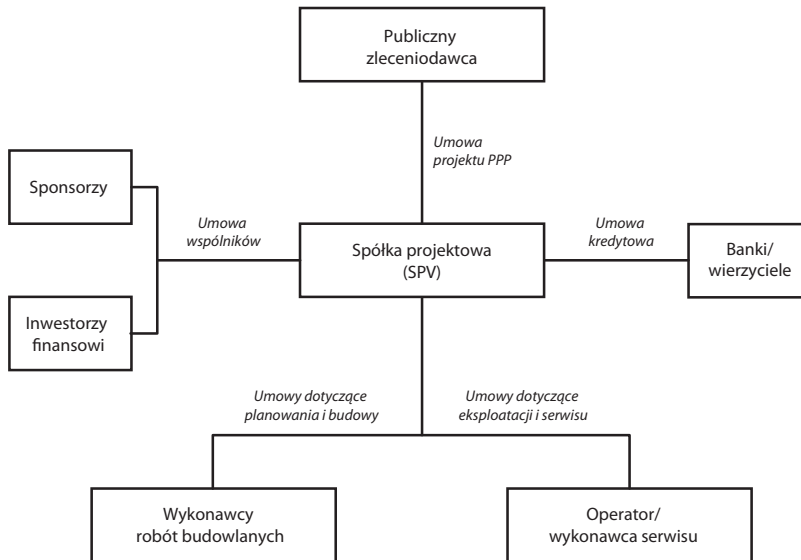 Publiczny
zleceniodawca
Umowa
projektu PPP
Sponsorzy
Umowa
wspólników
Spółka projektowa
(SPV)
Umowa
kredytowa
Banki/
wierzyciele
Inwestorzy
finansowi
Umowy dotyczące
planowania i budowy
Umowy dotyczące
eksploatacji i serwisu
Wykonawcy
robót budowlanych
Operator/
wykonawca serwisu